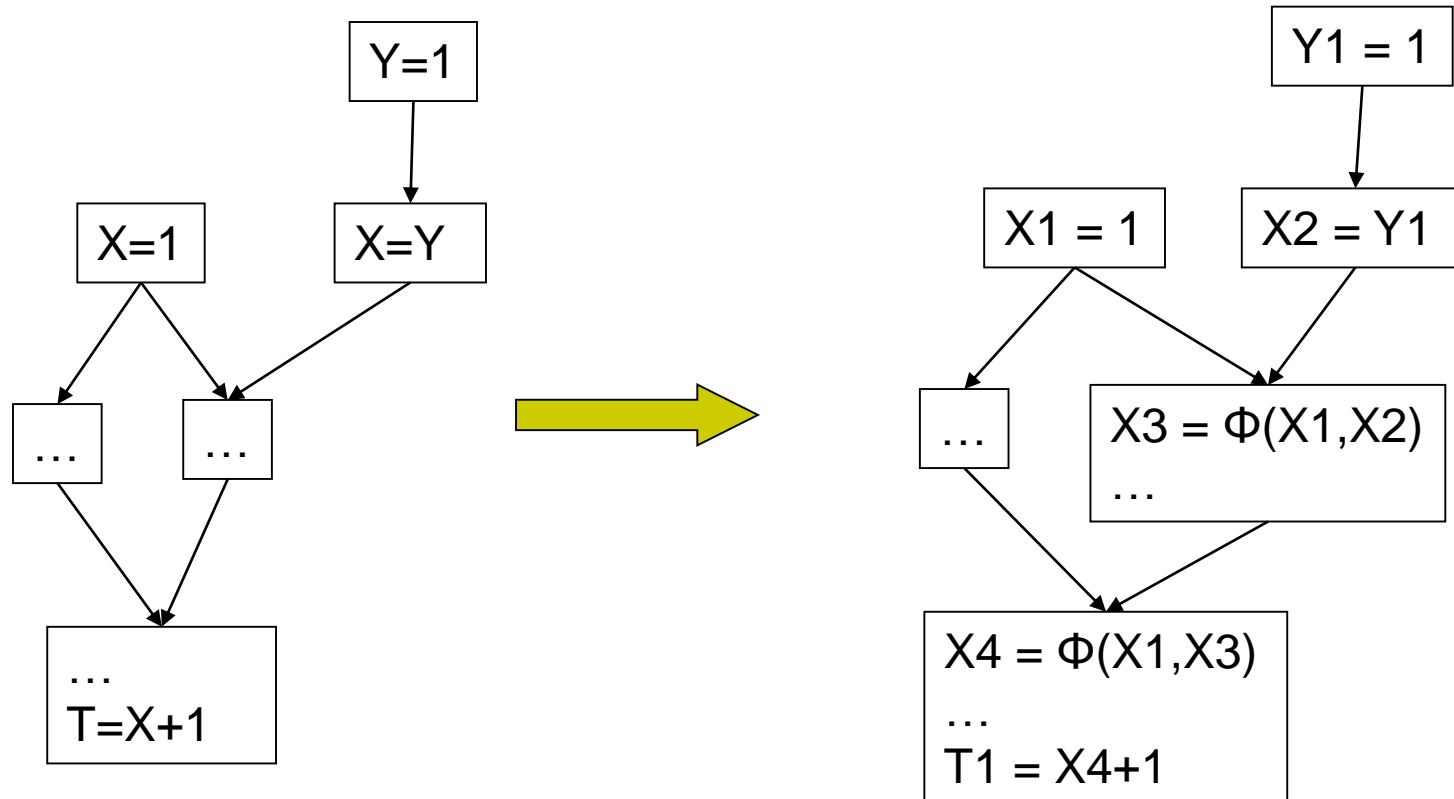 Y=1
X=1
X=Y
…
…
…
T=X+1
Y1 = 1
X1 = 1
X2 = Y1
…
X3 = Φ(X1,X2)
…
X4 = Φ(X1,X3)
…
T1 = X4+1